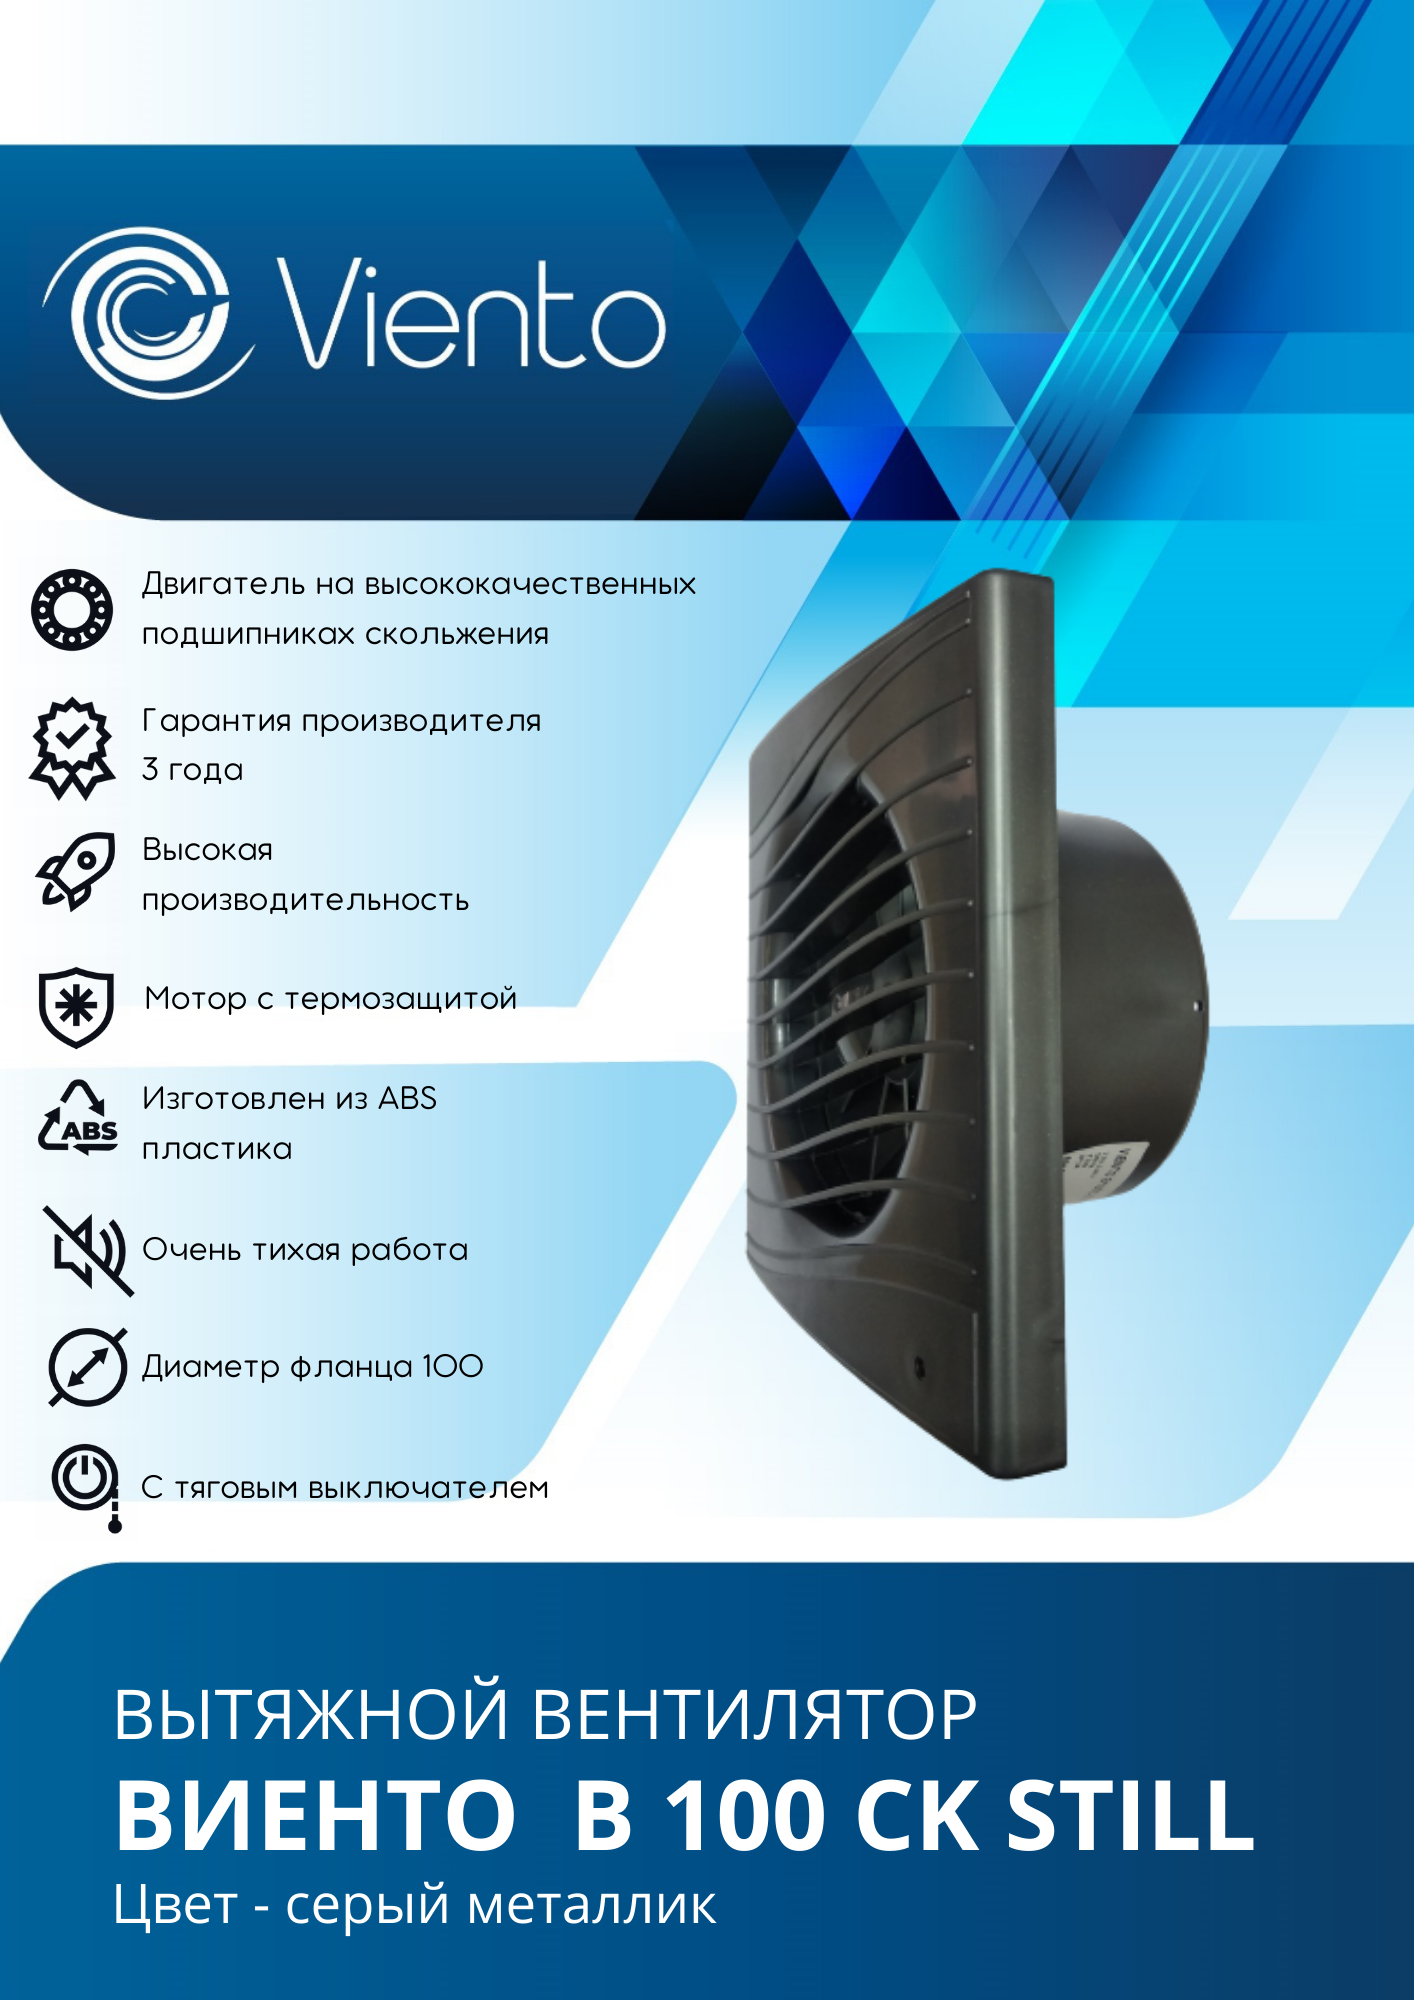 Viento
Двигатель на высококачественных
подшипниках скольжения
Гарантия производителя
3 года
Высокая
производительность
Мотор с термозащитой
Изготовлен из ABS
пластика
ABS
Очень тихая работа
Диаметр фланца 100
С тяговым выключателем
ВЫТЯЖНОЙ ВЕНТИЛЯТОР
ВИЕНТО В 100 СК STILL
Цвет - серый металлик